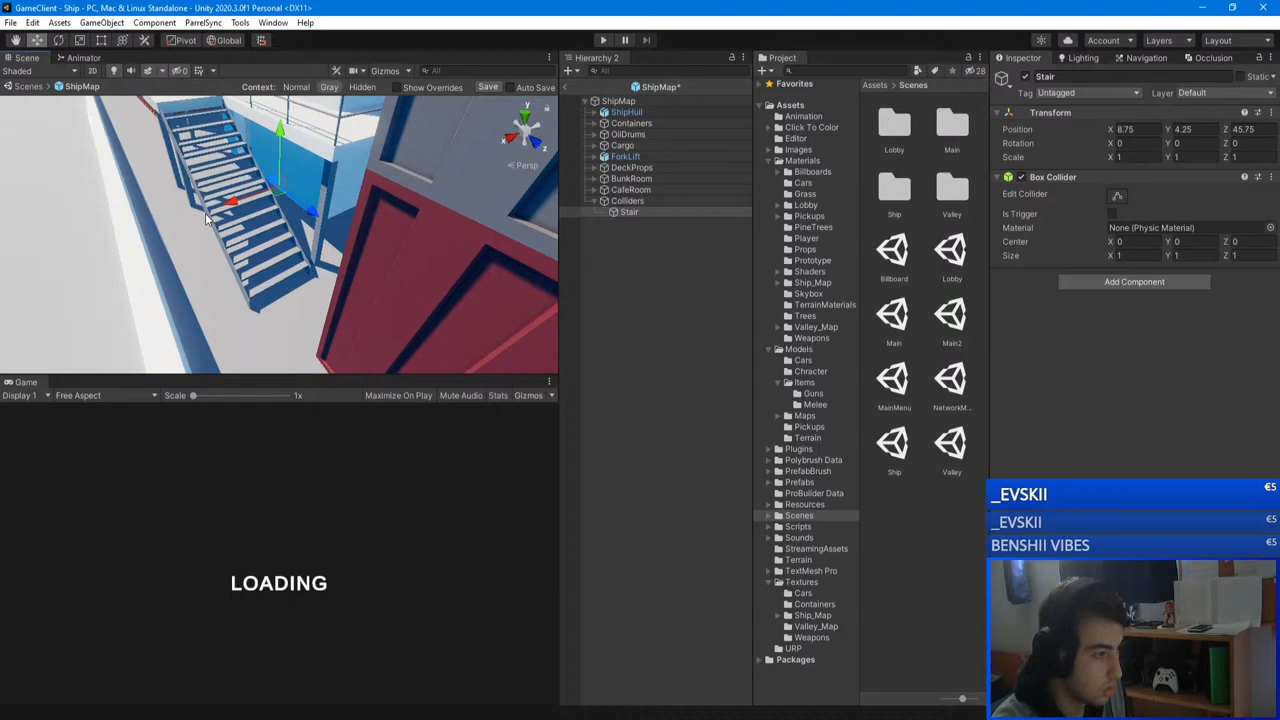 GameClient - Ship - PC, Mac & Linux Standalone - Unity 2020.3.0f1 Personal <DX11>
File Edit Assets GameObject Component ParrelSync Tools Window Help
Pivot Global Account Layers Layout
Scene Animator
Shaded 2D 0 Gizmos All
Scenes ShipMap Context: Normal Gray Hidden Show Overrides Save Auto Save
y
x
z
Persp
Hierarchy 2
All
ShipMap*
ShipMap
ShipHull
Containers
OilDrums
Cargo
ForkLift
DeckProps
BunkRoom
CafeRoom
Colliders
Stair
Game
Display 1 Free Aspect Scale 1x Maximize On Play Mute Audio Stats Gizmos
LOADING
Project
28
Favorites
Assets
Animation
Click To Color
Editor
Images
Materials
Billboards
Cars
Grass
Lobby
Pickups
PineTrees
Player
Props
Prototype
Shaders
Ship_Map
Skybox
TerrainMaterials
Trees
Valley_Map
Weapons
Models
Cars
Chracter
Items
Guns
Melee
Maps
Pickups
Terrain
Plugins
Polybrush Data
PrefabBrush
Prefabs
ProBuilder Data
Resources
Scenes
Scripts
Sounds
StreamingAssets
Terrain
TextMesh Pro
Textures
Cars
Containers
Ship_Map
Valley_Map
Weapons
URP
Packages
Assets Scenes
Lobby Main
Ship Valley
Billboard Lobby
Main Main2
MainMenu NetworkM...
Ship Valley
Inspector Lighting Navigation Occlusion
Stair Static
Tag Untagged Layer Default
Transform
Position X 8.75 Y 4.25 Z 45.75
Rotation X 0 Y 0 Z 0
Scale X 1 Y 1 Z 1
Box Collider
Edit Collider
Is Trigger
Material None (Physic Material)
Center X 0 Y 0 Z 0
Size X 1 Y 1 Z 1
Add Component
_EVSKII €5
_EVSKII €5
BENSHII VIBES €5